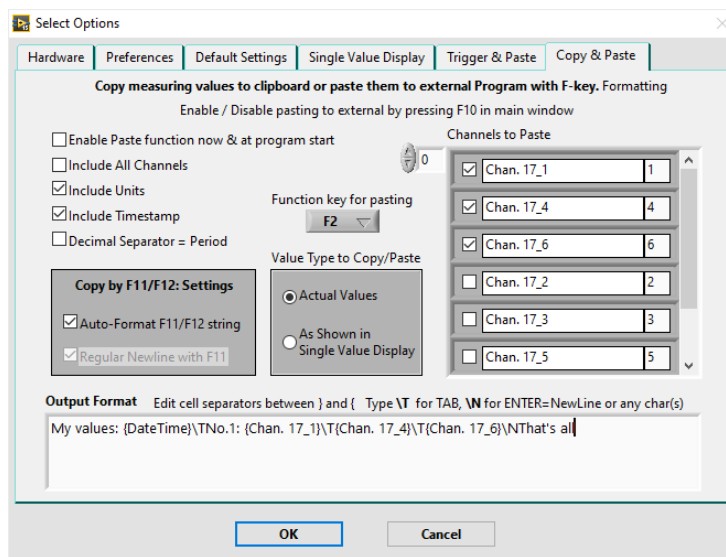 Select Options
Hardware Preferences Default Settings Single Value Display Trigger & Paste Copy & Paste
Copy measuring values to clipboard or paste them to external Program with F-key. Formatting
Enable / Disable pasting to external by pressing F10 in main window
Enable Paste function now & at program start
Include All Channels
Include Units
Include Timestamp
Decimal Separator = Period
Function key for pasting
F2
Channels to Paste
0
Chan. 17_1 1
Chan. 17_4 4
Chan. 17_6 6
Chan. 17_2 2
Chan. 17_3 3
Chan. 17_5 5
Copy by F11/F12: Settings
Auto-Format F11/F12 string
Regular Newline with F11
Value Type to Copy/Paste
Actual Values
As Shown in
Single Value Display
Output Format Edit cell separators between } and { Type \T for TAB, \N for ENTER=NewLine or any char(s)
My values: {DateTime}\TNo.1: {Chan. 17_1}\T{Chan. 17_4}\T{Chan. 17_6}\NThat's all
OK Cancel